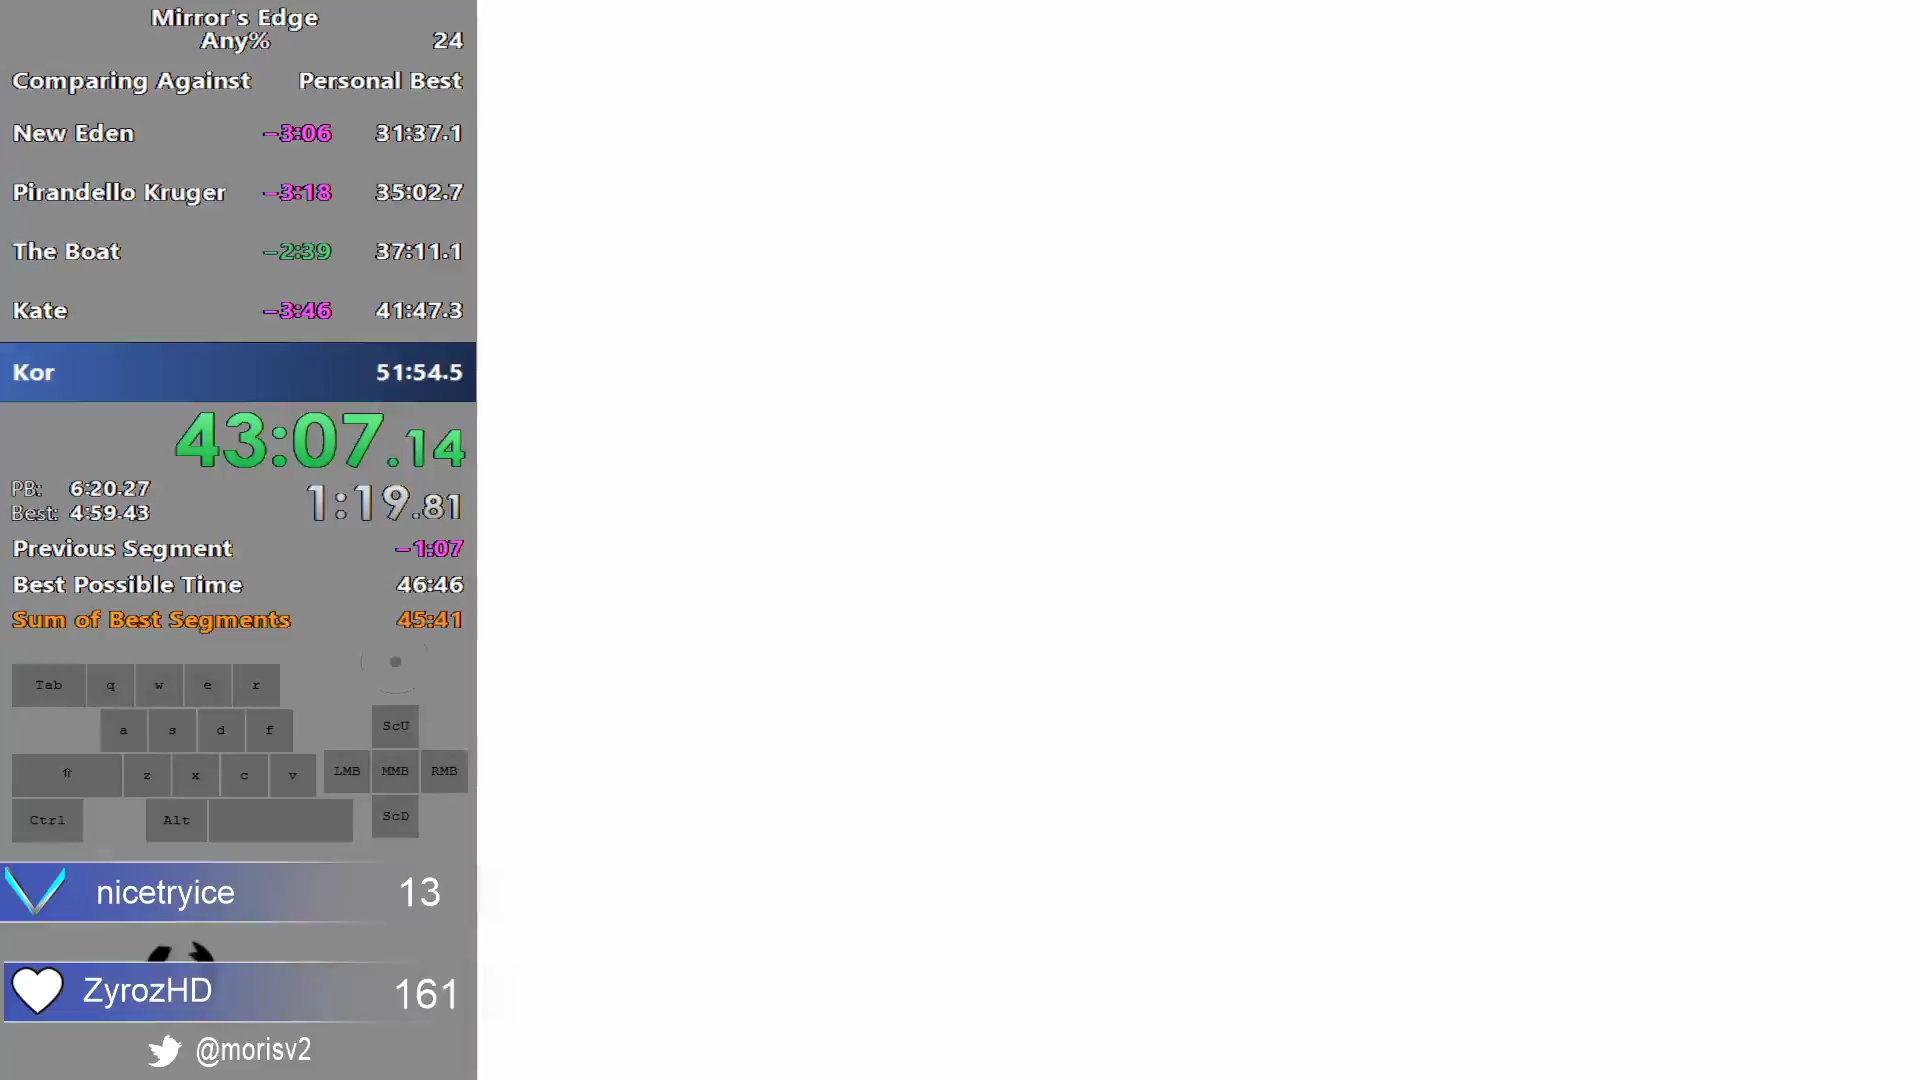 Mirror's Edge
Any% 24
Comparing Against Personal Best
New Eden −3:06 31:37.1
Pirandello Kruger −3:18 35:02.7
The Boat −2:39 37:11.1
Kate −3:46 41:47.3
Kor 51:54.5
43:07.14
PB: 6:20.27 1:19.81
Best: 4:59.43
Previous Segment −1:07
Best Possible Time 46:46
Sum of Best Segments 45:41
Tab q w e r
a s d f ScU
⇧ z x c v LMB MMB RMB
Ctrl Alt ScD
nicetryice 13
ZyrozHD 161
@morisv2